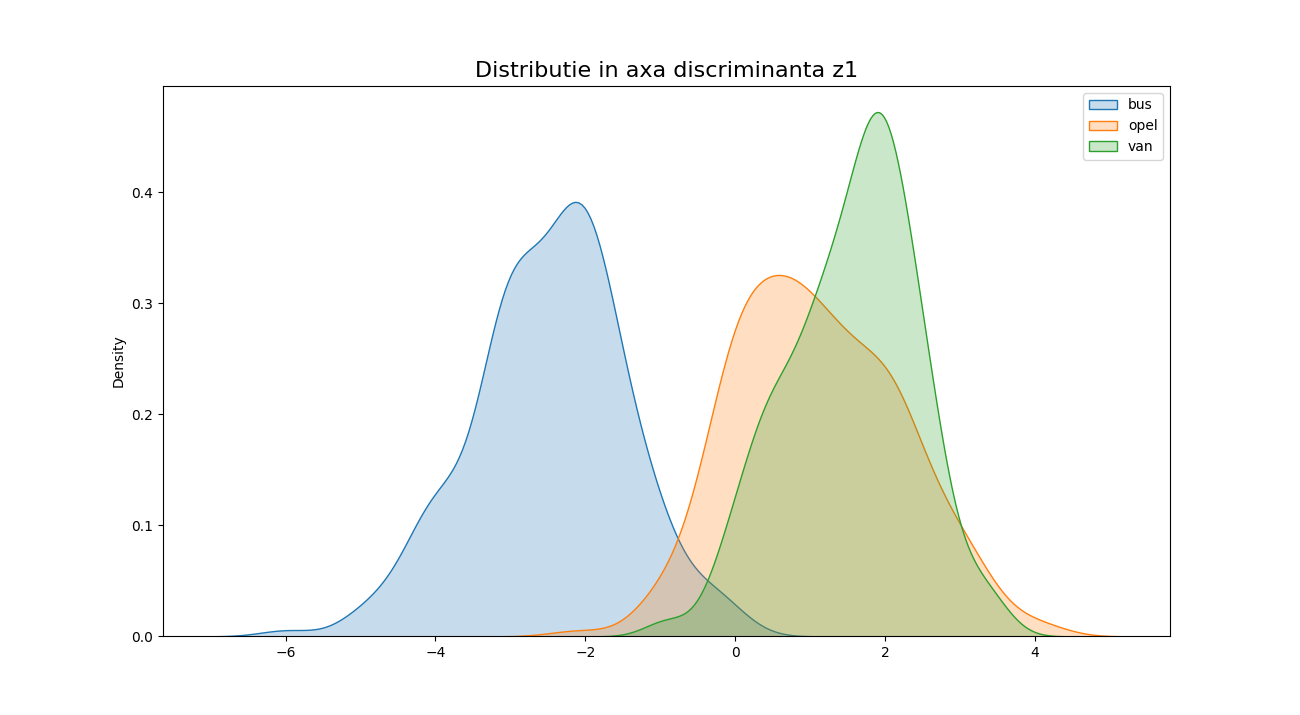 Distributie in axa discriminanta z1
bus
opel
van
Density
0.4
0.3
0.2
0.1
0.0
−6
−4
−2
0
2
4